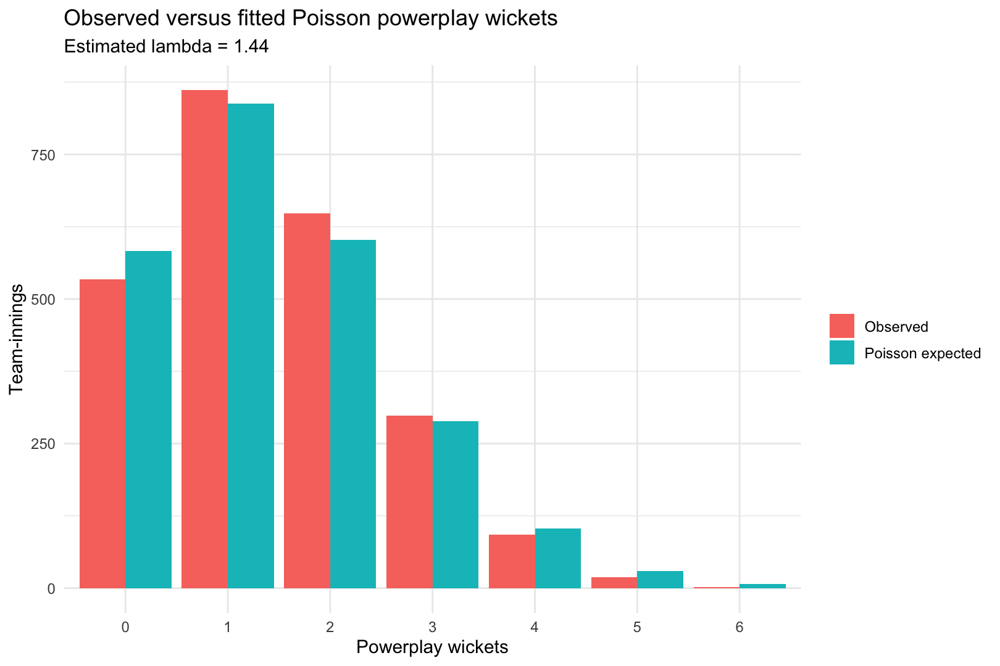 Observed versus fitted Poisson powerplay wickets
Estimated lambda = 1.44
Team-innings
750
500
250
0
0 1 2 3 4 5 6
Powerplay wickets
Observed
Poisson expected